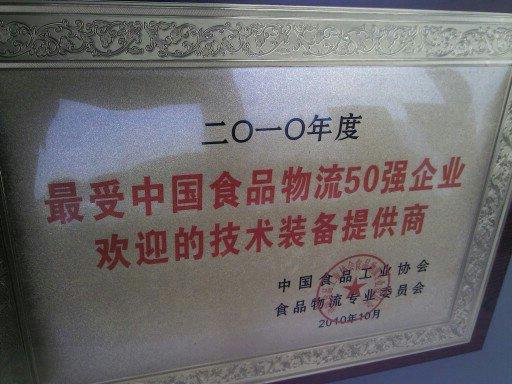 二〇一〇年度
最受中国食品物流50强企业
欢迎的技术装备提供商
中国食品工业协会
食品物流专业委员会
2010年10月